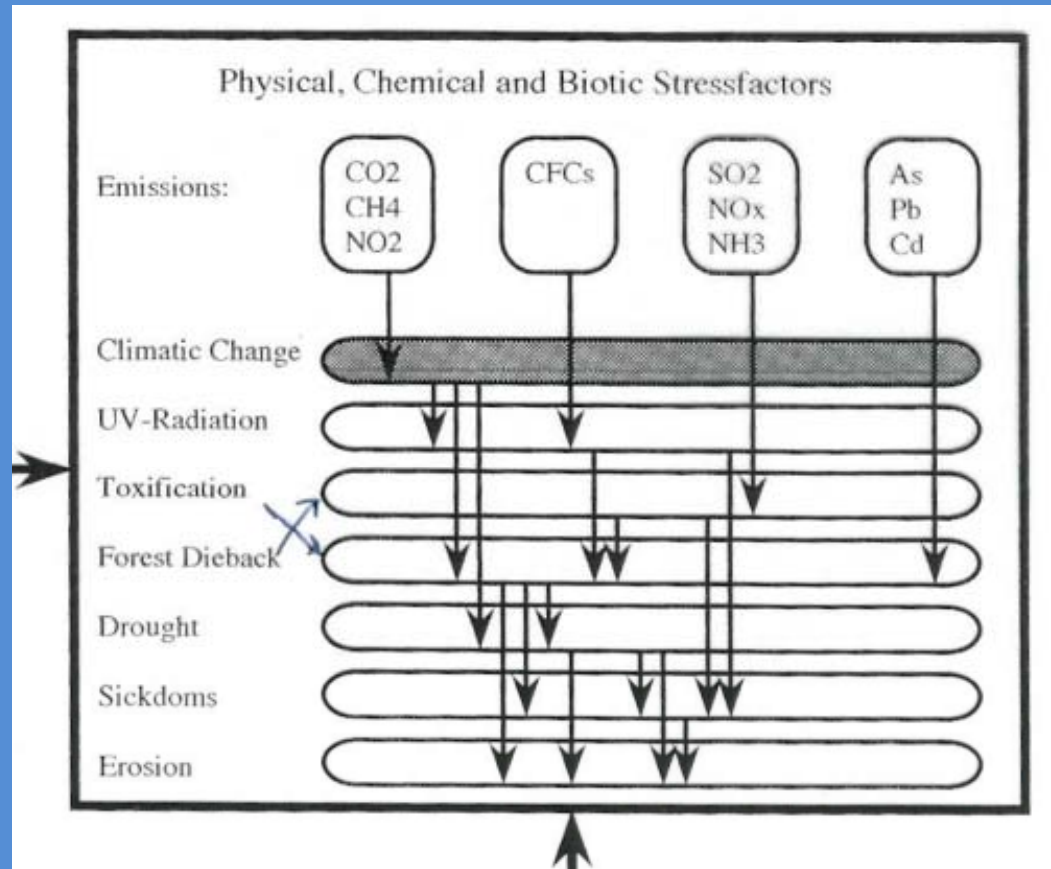 Physical, Chemical and Biotic Stressfactors
Emissions:
CO2
CH4
NO2
CFCs
SO2
NOx
NH3
As
Pb
Cd
Climatic Change
UV-Radiation
Toxification
Forest Dieback
Drought
Sickdoms
Erosion